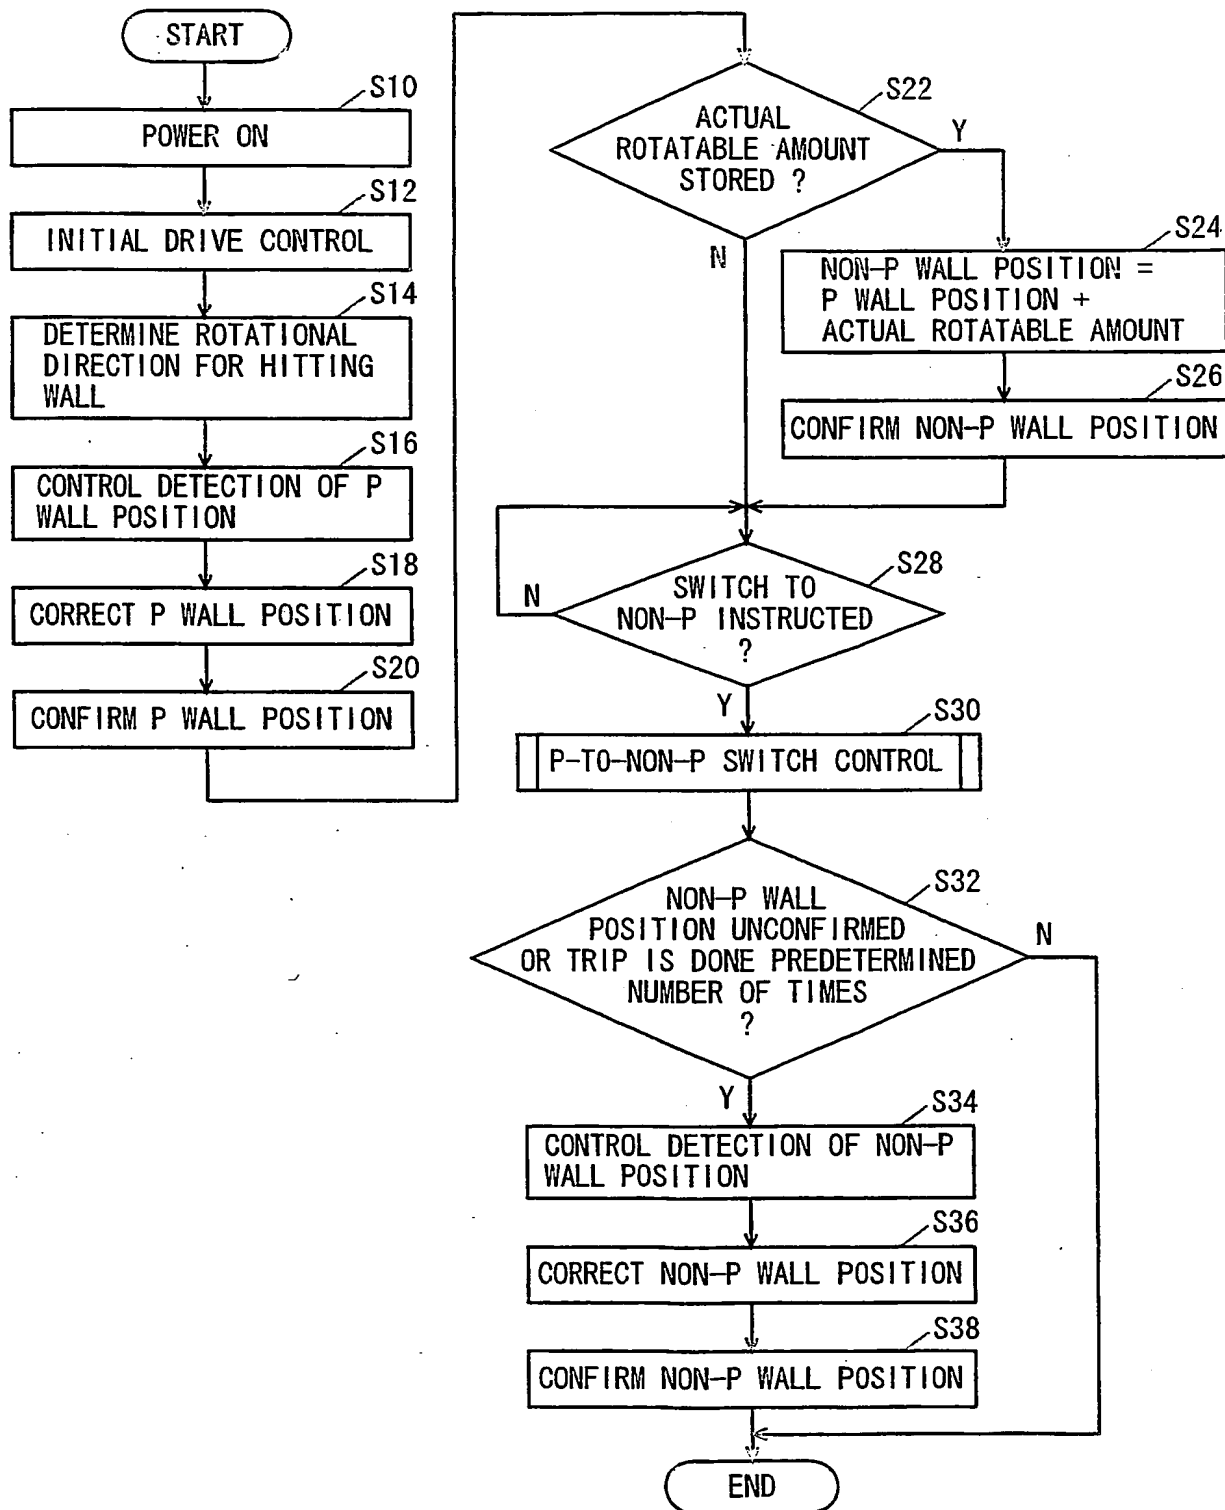 START
S10
POWER ON
S12
INITIAL DRIVE CONTROL
S14
DETERMINE ROTATIONAL
DIRECTION FOR HITTING
WALL
S16
CONTROL DETECTION OF P
WALL POSITION
S18
CORRECT P WALL POSITION
S20
CONFIRM P WALL POSITION
S22
ACTUAL
ROTATABLE AMOUNT
STORED ?
Y
N
S24
NON-P WALL POSITION =
P WALL POSITION +
ACTUAL ROTATABLE AMOUNT
S26
CONFIRM NON-P WALL POSITION
S28
SWITCH TO
NON-P INSTRUCTED
?
N
Y
S30
P-TO-NON-P SWITCH CONTROL
S32
NON-P WALL
POSITION UNCONFIRMED
OR TRIP IS DONE PREDETERMINED
NUMBER OF TIMES
?
N
Y
S34
CONTROL DETECTION OF NON-P
WALL POSITION
S36
CORRECT NON-P WALL POSITION
S38
CONFIRM NON-P WALL POSITION
END